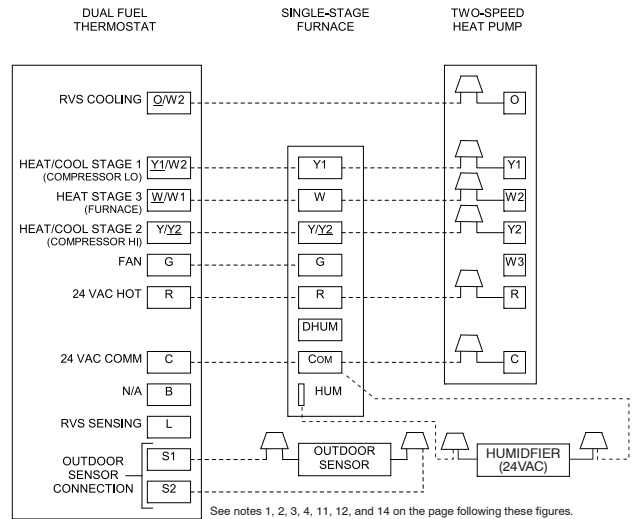 DUAL FUEL
THERMOSTAT
SINGLE-STAGE
FURNACE
TWO-SPEED
HEAT PUMP
RVS COOLING O/W2
O
HEAT/COOL STAGE 1 Y1/W2
(COMPRESSOR LO)
Y1
Y1
HEAT STAGE 3 W/W1
(FURNACE)
W
W2
HEAT/COOL STAGE 2 Y/Y2
(COMPRESSOR HI)
Y/Y2
Y2
FAN G
G
W3
24 VAC HOT R
R
R
DHUM
24 VAC COMM C
COM
C
N/A B
HUM
RVS SENSING L
OUTDOOR
SENSOR
CONNECTION
S1
S2
OUTDOOR
SENSOR
HUMIDFIER
(24VAC)
See notes 1, 2, 3, 4, 11, 12, and 14 on the page following these figures.